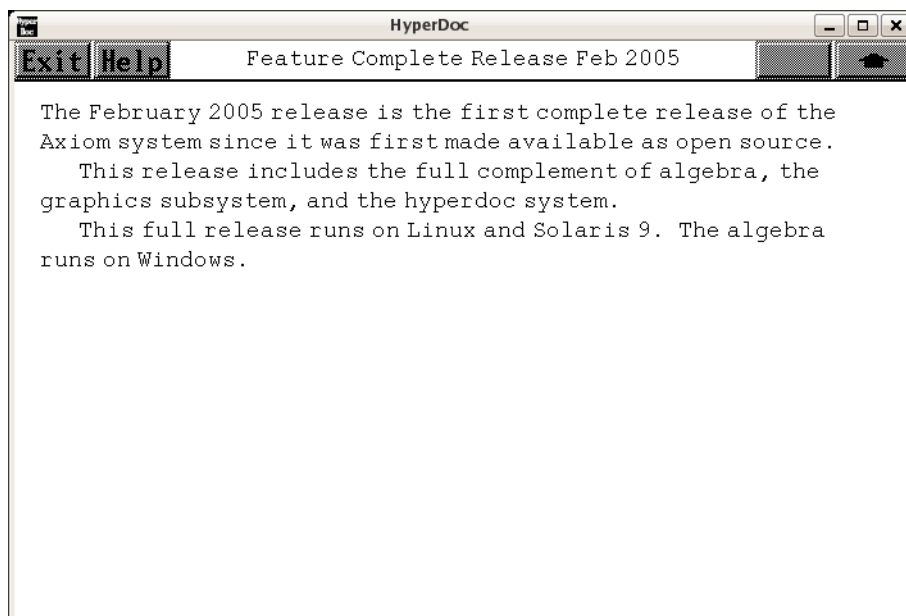 Hyper Doc
HyperDoc
Exit Help Feature Complete Release Feb 2005
The February 2005 release is the first complete release of the
Axiom system since it was first made available as open source.
This release includes the full complement of algebra, the
graphics subsystem, and the hyperdoc system.
This full release runs on Linux and Solaris 9. The algebra
runs on Windows.